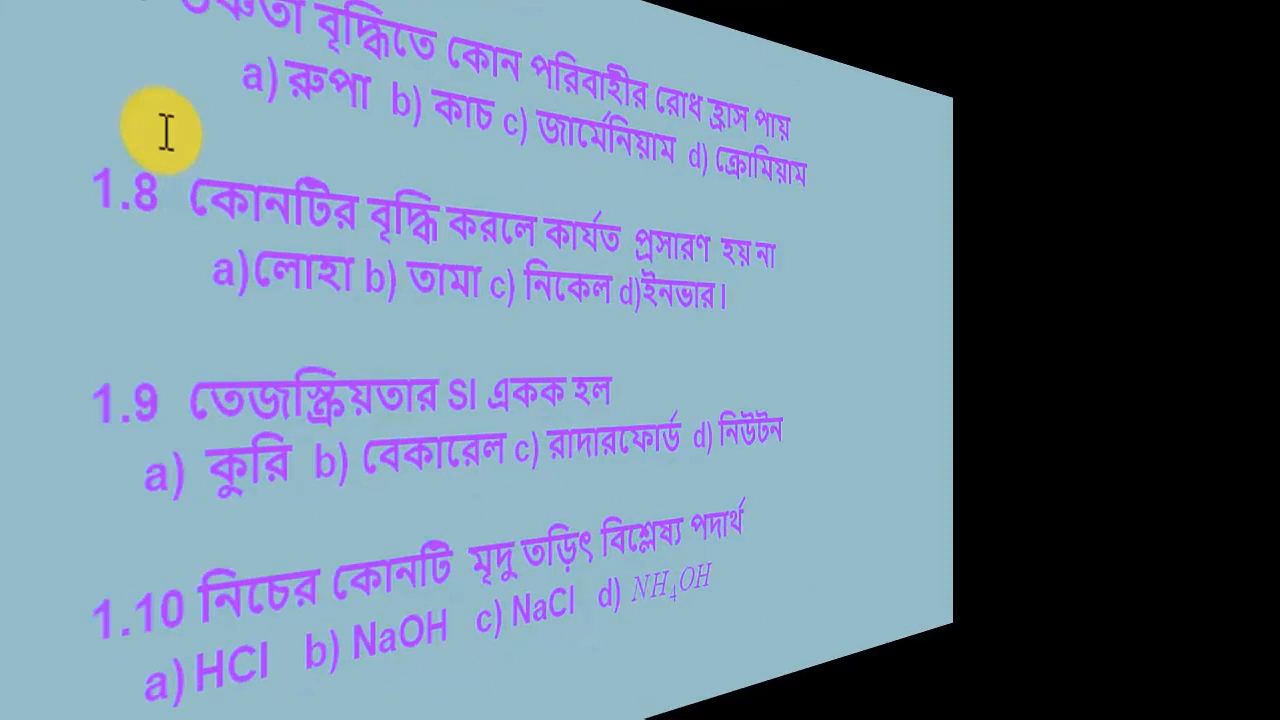 বৃদ্ধিতে কোন পরিবাহীর রোধ হ্রাস পায়
a) রুপা b) কাচ c) জার্মেনিয়াম d) ক্রোমিয়াম
1.8 কোনটির বৃদ্ধি করলে কার্যত প্রসারণ হয় না
a)লোহা b) তামা c) নিকেল d)ইনভার।
1.9 তেজস্ক্রিয়তার SI একক হল
a) কুরি b) বেকারেল c) রাদারফোর্ড d) নিউটন
1.10 নিচের কোনটি মৃদু তড়িৎ বিশ্লেষ্য পদার্থ
a) HCl b) NaOH c) NaCl d) NH₄OH